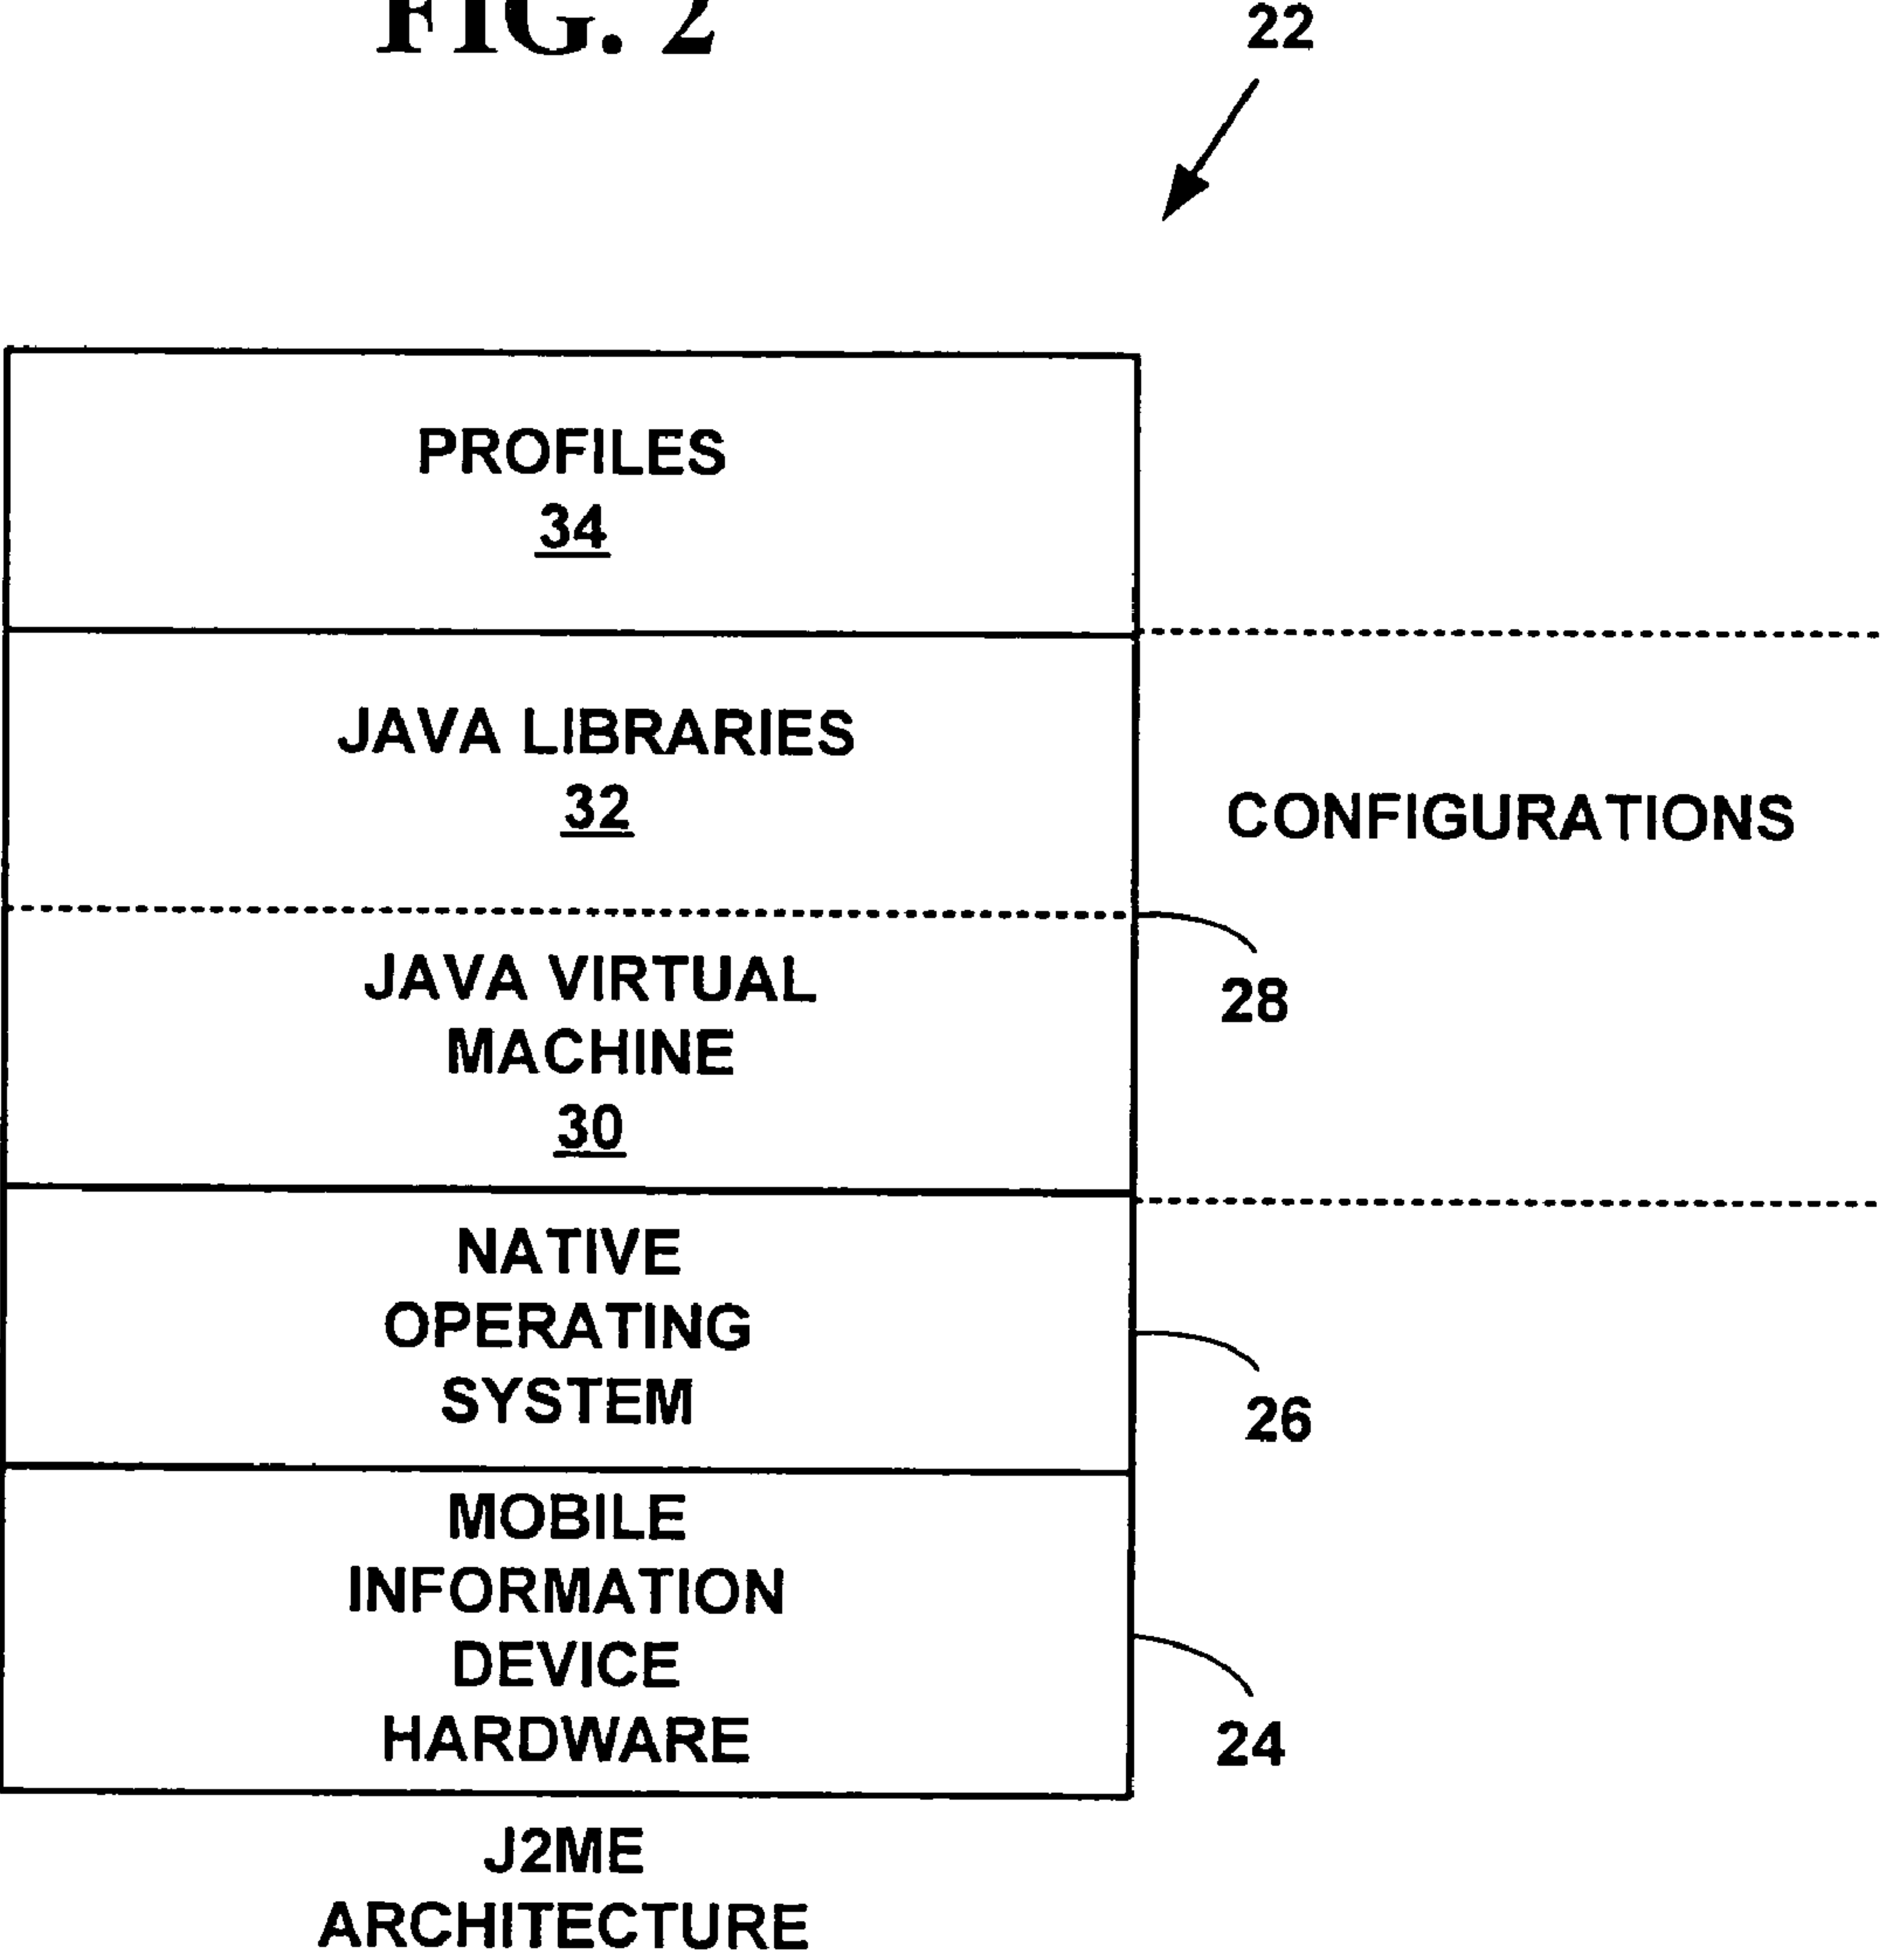 FIG. 2
22
PROFILES
34
JAVA LIBRARIES
32
CONFIGURATIONS
JAVA VIRTUAL
MACHINE
30
28
NATIVE
OPERATING
SYSTEM
26
MOBILE
INFORMATION
DEVICE
HARDWARE
24
J2ME
ARCHITECTURE